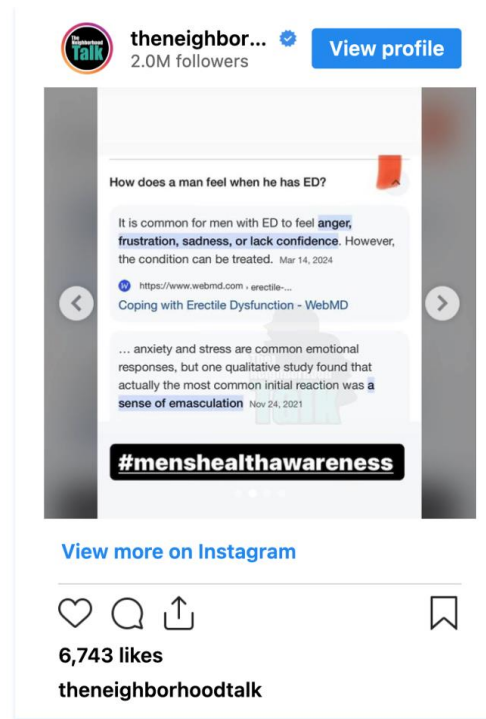 The
Neighborhood
Talk
theneighbor...
2.0M followers
View profile
How does a man feel when he has ED?
It is common for men with ED to feel anger,
frustration, sadness, or lack confidence. However,
the condition can be treated. Mar 14, 2024
W
https://www.webmd.com › erectile-...
Coping with Erectile Dysfunction - WebMD
... anxiety and stress are common emotional
responses, but one qualitative study found that
actually the most common initial reaction was a
sense of emasculation Nov 24, 2021
Talk
#menshealthawareness
View more on Instagram
6,743 likes
theneighborhoodtalk